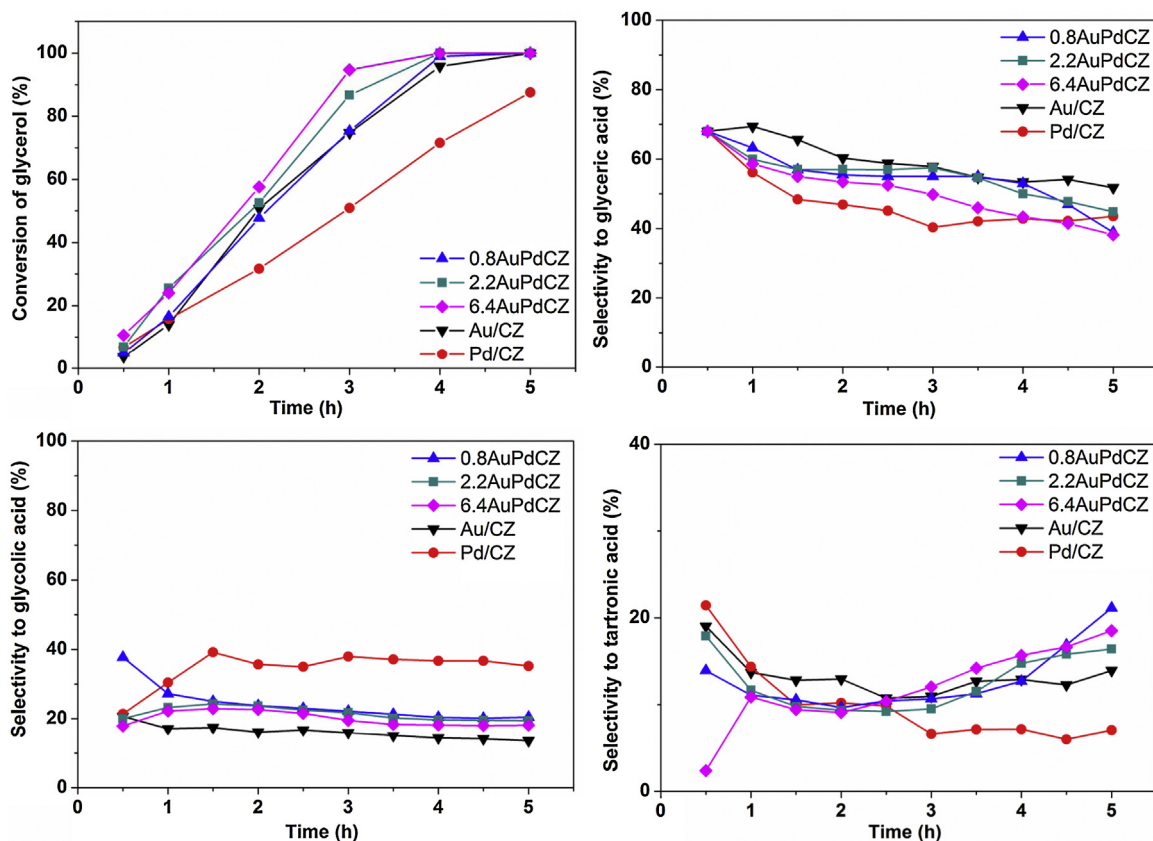 Conversion of glycerol (%)
100
80
60
40
20
0
0.8AuPdCZ
2.2AuPdCZ
6.4AuPdCZ
Au/CZ
Pd/CZ
0 1 2 3 4 5
Time (h)
Selectivity to glyceric acid (%)
100
80
60
40
20
0
0.8AuPdCZ
2.2AuPdCZ
6.4AuPdCZ
Au/CZ
Pd/CZ
0 1 2 3 4 5
Time (h)
Selectivity to glycolic acid (%)
100
80
60
40
20
0
0.8AuPdCZ
2.2AuPdCZ
6.4AuPdCZ
Au/CZ
Pd/CZ
0 1 2 3 4 5
Time (h)
Selectivity to tartronic acid (%)
40
20
0
0.8AuPdCZ
2.2AuPdCZ
6.4AuPdCZ
Au/CZ
Pd/CZ
0 1 2 3 4 5
Time (h)